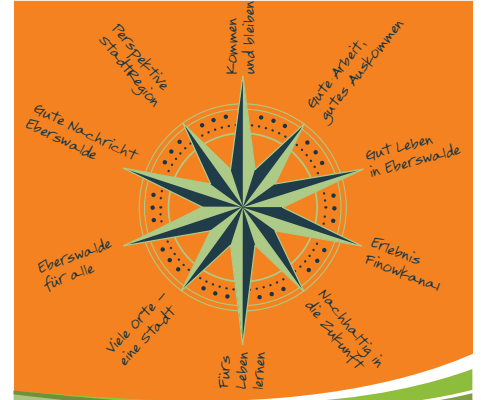 Kommen
und bleiben
Gute Arbeit,
gutes Auskommen
Gut Leben
in Eberswalde
Erlebnis
Finowkanal
Nachhaltig in
die Zukunft
Fürs
Leben
lernen
Viele Orte –
eine Stadt
Eberswalde
für alle
Gute Nachricht
Eberswalde
Perspektive
StadtRegion